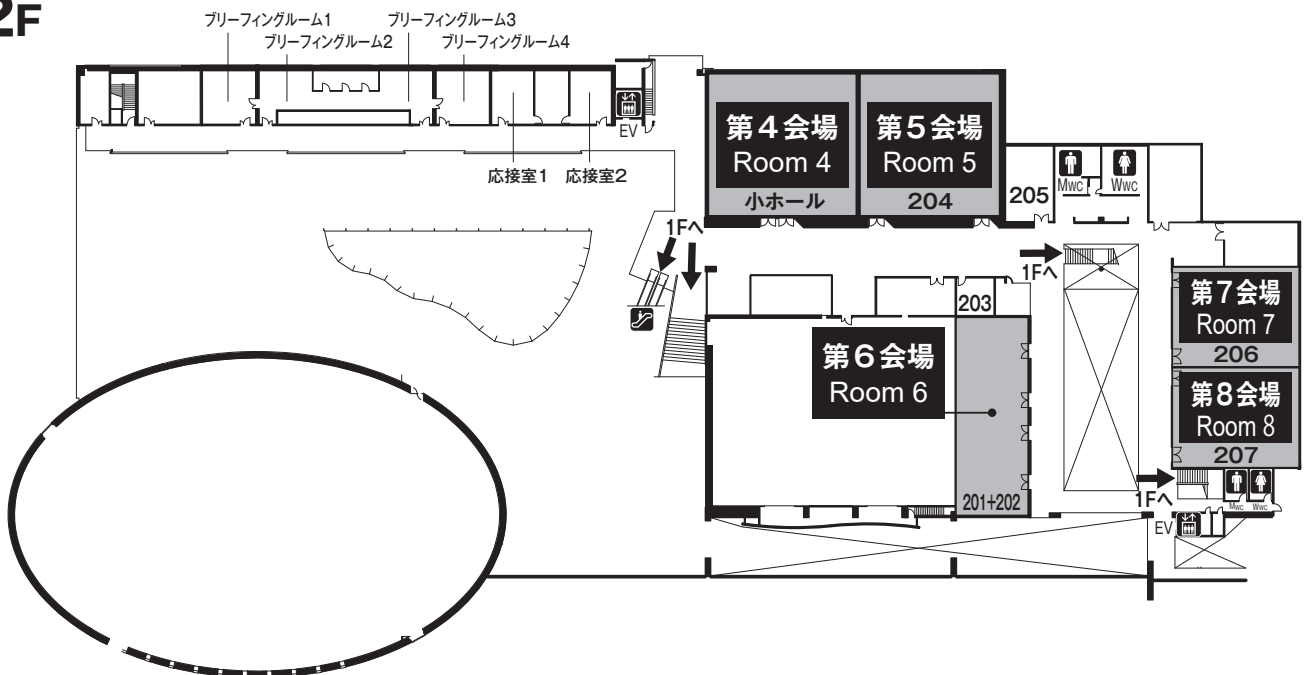 2F
ブリーフィングルーム1
ブリーフィングルーム3
ブリーフィングルーム2
ブリーフィングルーム4
EV
応接室1
応接室2
第4会場
Room 4
小ホール
第5会場
Room 5
204
205
Mwc
Wwc
1Fへ
1Fへ
203
第6会場
Room 6
201+202
第7会場
Room 7
206
第8会場
Room 8
207
1Fへ
Mwc
Wwc
EV